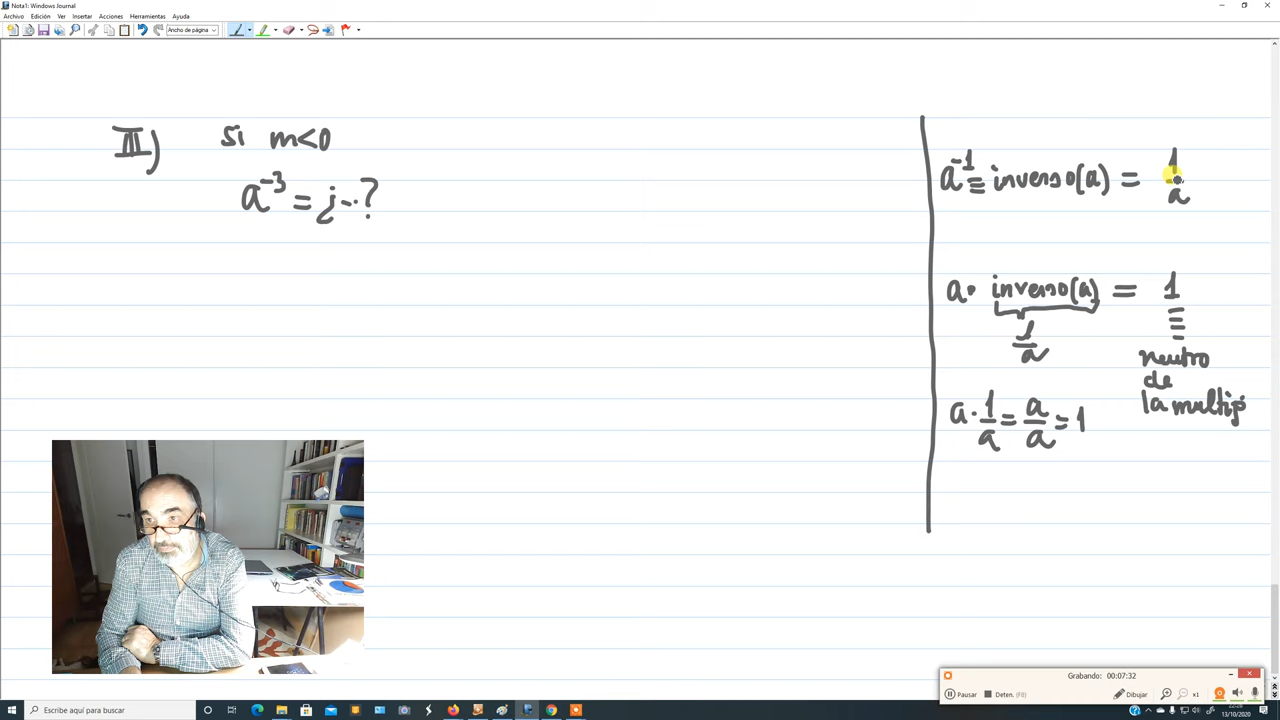 Nota1: Windows Journal
Archivo Edición Ver Insertar Acciones Herramientas Ayuda
Ancho de página
III) Si m<0
a⁻³ = ¿--?
a⁻¹ ≡ inverso(a) = 1/a
a · inverso(a) = 1
1/a
neutro
de
la multip
a · 1/a = a/a = 1
Grabando: 00:07:32
Pausar Deten. (F8) Dibujar x1
Escribe aquí para buscar
13/10/2020